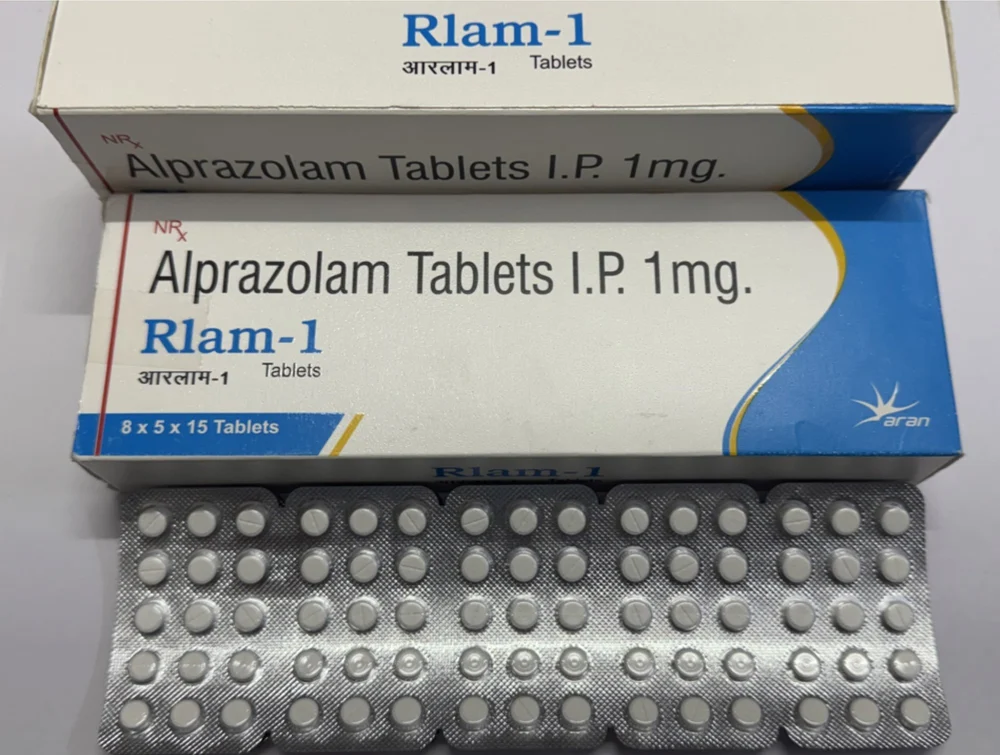 Rlam-1
आरलाम-1 Tablets
NRx
Alprazolam Tablets I.P. 1mg.
NRx
Alprazolam Tablets I.P. 1mg.
Rlam-1
आरलाम-1 Tablets
8 x 5 x 15 Tablets
aran
Rlam-1